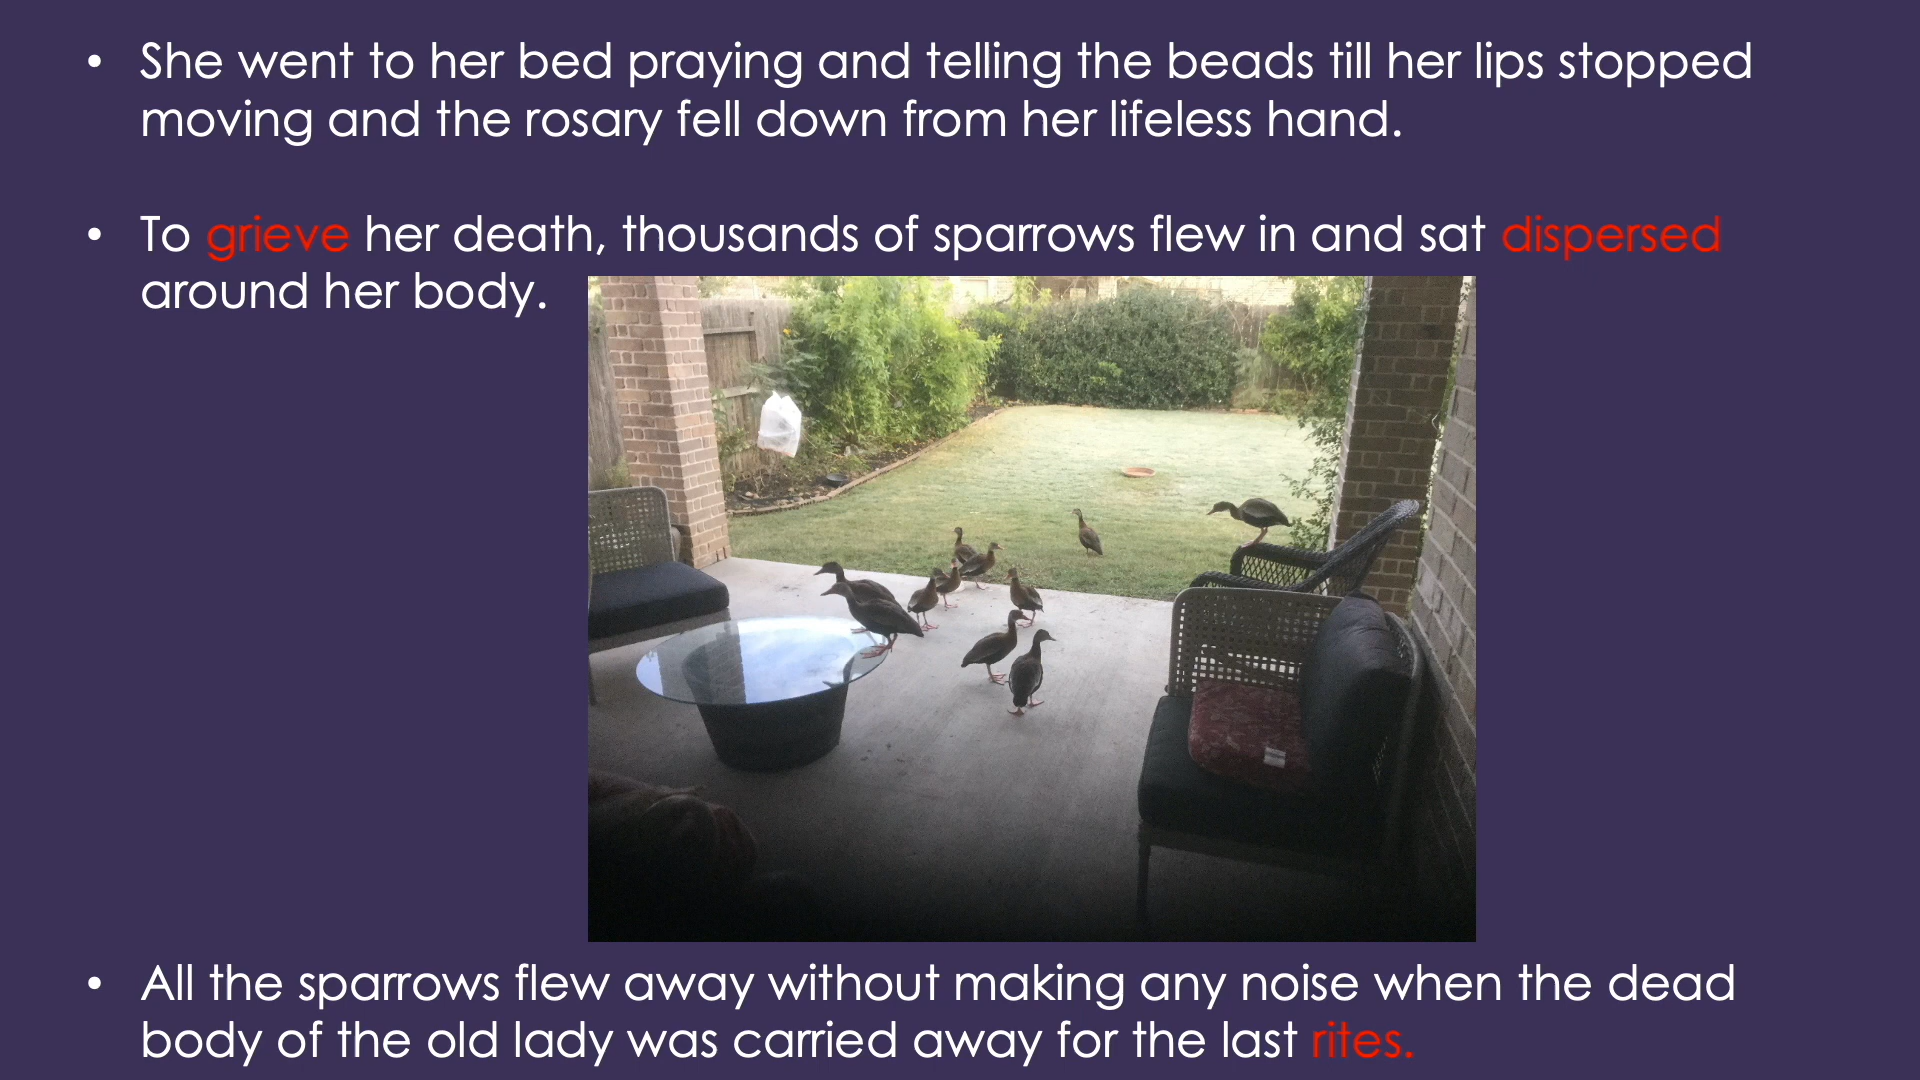 • She went to her bed praying and telling the beads till her lips stopped
moving and the rosary fell down from her lifeless hand.
• To grieve her death, thousands of sparrows flew in and sat dispersed
around her body.
• All the sparrows flew away without making any noise when the dead
body of the old lady was carried away for the last rites.